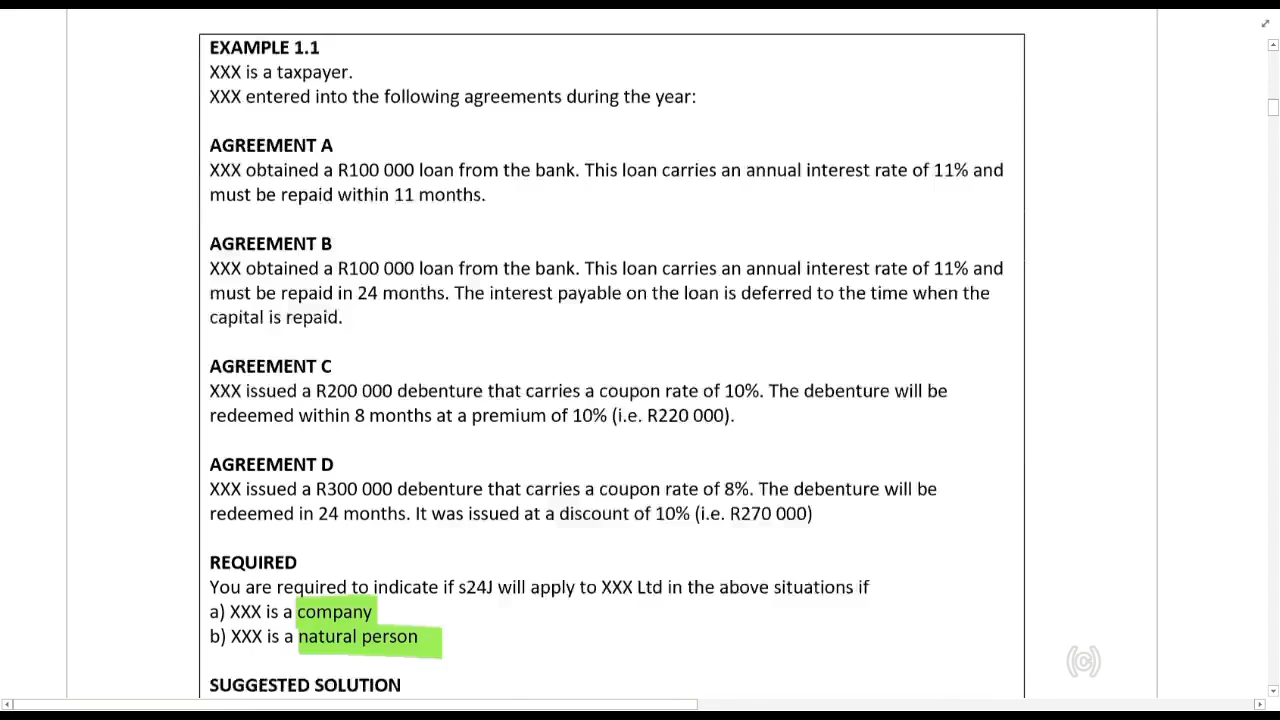 EXAMPLE 1.1
XXX is a taxpayer.
XXX entered into the following agreements during the year:
AGREEMENT A
XXX obtained a R100 000 loan from the bank. This loan carries an annual interest rate of 11% and
must be repaid within 11 months.
AGREEMENT B
XXX obtained a R100 000 loan from the bank. This loan carries an annual interest rate of 11% and
must be repaid in 24 months. The interest payable on the loan is deferred to the time when the
capital is repaid.
AGREEMENT C
XXX issued a R200 000 debenture that carries a coupon rate of 10%. The debenture will be
redeemed within 8 months at a premium of 10% (i.e. R220 000).
AGREEMENT D
XXX issued a R300 000 debenture that carries a coupon rate of 8%. The debenture will be
redeemed in 24 months. It was issued at a discount of 10% (i.e. R270 000)
REQUIRED
You are required to indicate if s24J will apply to XXX Ltd in the above situations if
a) XXX is a company
b) XXX is a natural person
SUGGESTED SOLUTION